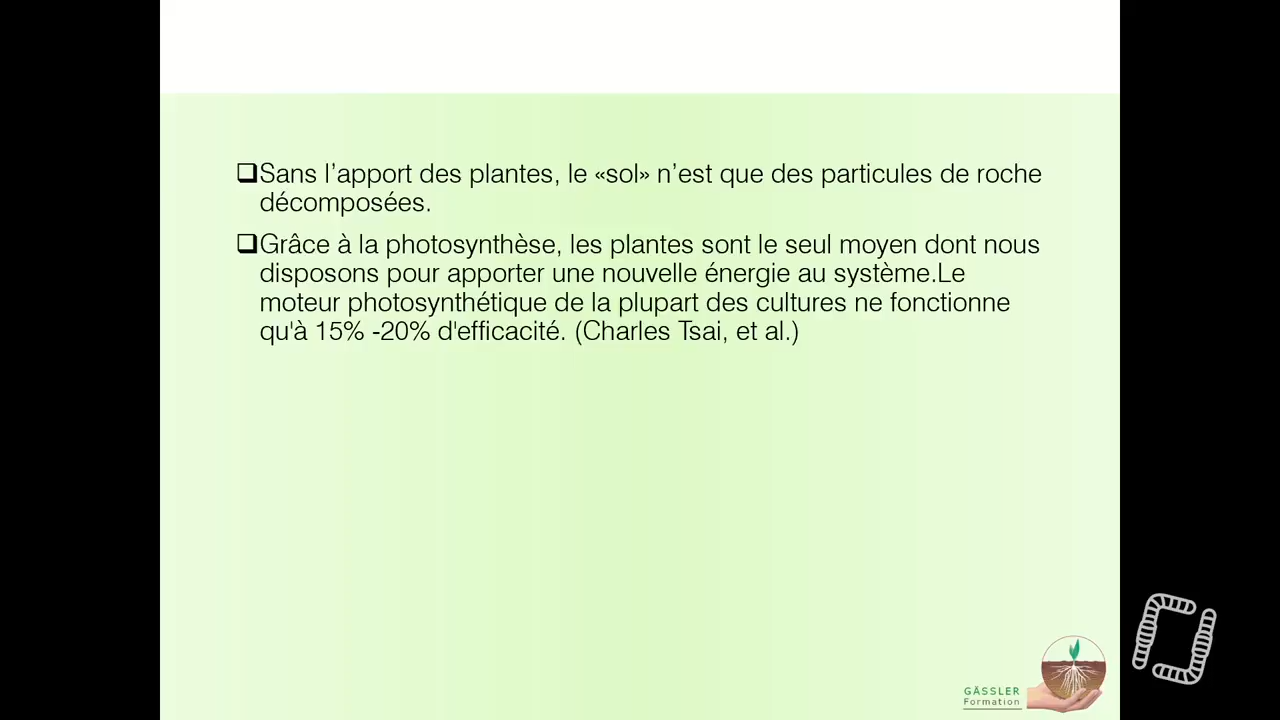 ❑Sans l’apport des plantes, le «sol» n’est que des particules de roche
décomposées.
❑Grâce à la photosynthèse, les plantes sont le seul moyen dont nous
disposons pour apporter une nouvelle énergie au système.Le
moteur photosynthétique de la plupart des cultures ne fonctionne
qu'à 15% -20% d'efficacité. (Charles Tsai, et al.)
GÄSSLER
Formation